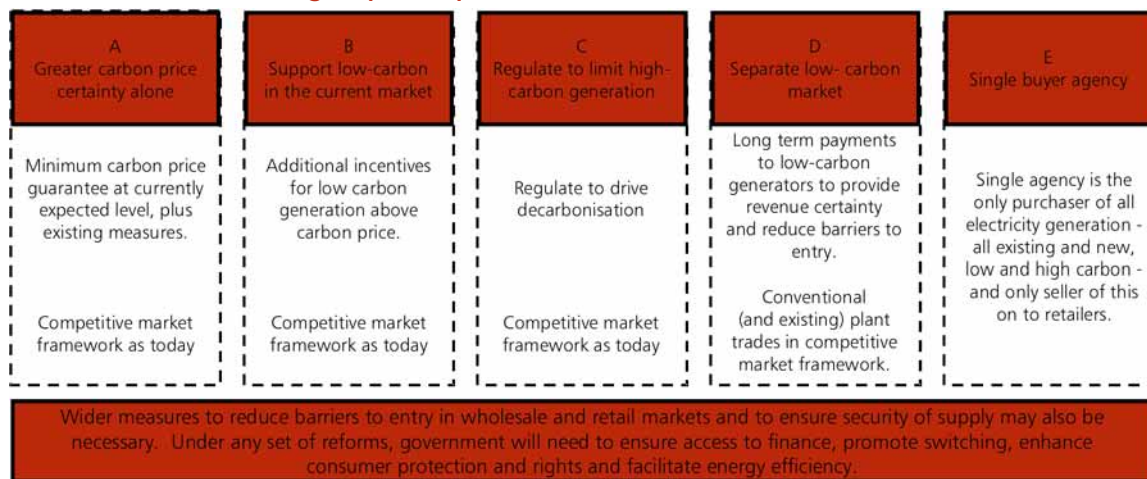 A
Greater carbon price
certainty alone
Minimum carbon price
guarantee at currently
expected level, plus
existing measures.
Competitive market
framework as today
B
Support low-carbon
in the current market
Additional incentives
for low carbon
generation above
carbon price.
Competitive market
framework as today
C
Regulate to limit high-
carbon generation
Regulate to drive
decarbonisation
Competitive market
framework as today
D
Separate low- carbon
market
Long term payments
to low-carbon
generators to provide
revenue certainty
and reduce barriers to
entry.
Conventional
(and existing) plant
trades in competitive
market framework.
E
Single buyer agency
Single agency is the
only purchaser of all
electricity generation -
all existing and new,
low and high carbon -
and only seller of this
on to retailers.
Wider measures to reduce barriers to entry in wholesale and retail markets and to ensure security of supply may also be
necessary. Under any set of reforms, government will need to ensure access to finance, promote switching, enhance
consumer protection and rights and facilitate energy efficiency.